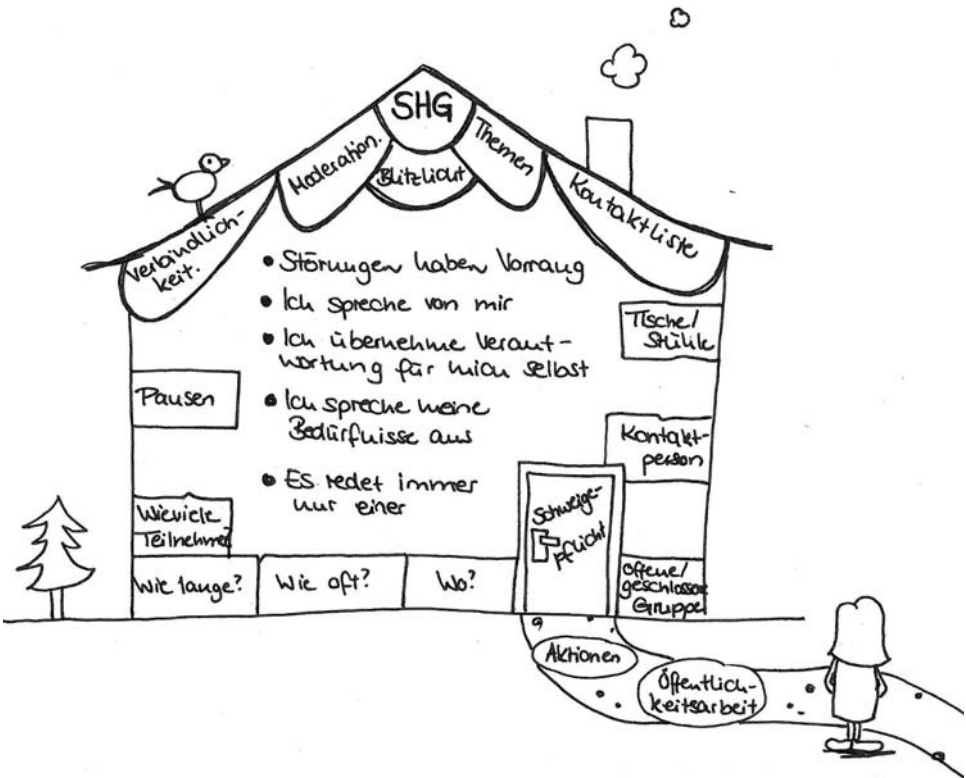 SHG
Moderation.
Blitzlicht
Themen
Verbindlich-
keit.
Kontaktliste
• Störungen haben Vorrang
• Ich spreche von mir
• Ich übernehme Verant-
wortung für mich selbst
• Ich spreche meine
Bedürfnisse aus
• Es redet immer
nur einer
Tische/
Stühle
Pausen
Kontakt-
person
Wieviele
Teilnehmer
Schweige-
pflicht
Wie lange?
Wie oft?
Wo?
Offene/
geschlossene
Gruppe
Aktionen
Öffentlich-
keitsarbeit